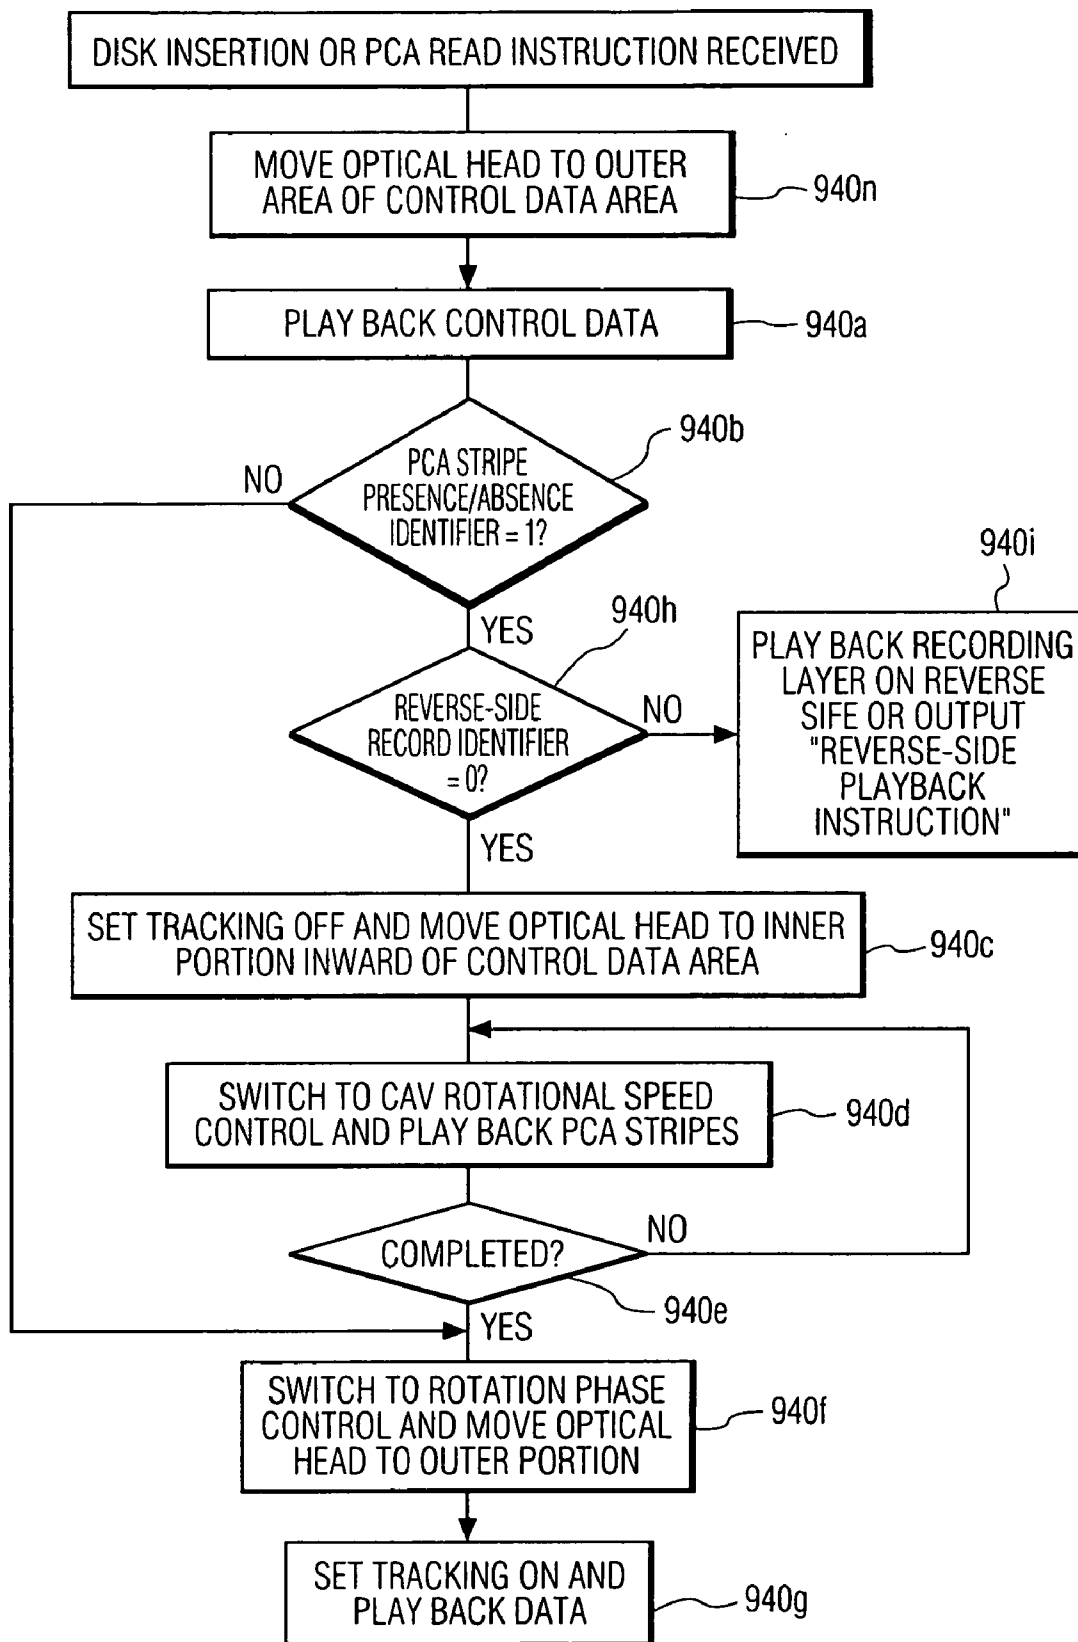 DISK INSERTION OR PCA READ INSTRUCTION RECEIVED
MOVE OPTICAL HEAD TO OUTER
AREA OF CONTROL DATA AREA
940n
PLAY BACK CONTROL DATA
940a
PCA STRIPE
PRESENCE/ABSENCE
IDENTIFIER = 1?
940b
NO
YES
REVERSE-SIDE
RECORD IDENTIFIER
= 0?
940h
NO
940i
PLAY BACK RECORDING
LAYER ON REVERSE
SIFE OR OUTPUT
"REVERSE-SIDE
PLAYBACK
INSTRUCTION"
YES
SET TRACKING OFF AND MOVE OPTICAL HEAD TO INNER
PORTION INWARD OF CONTROL DATA AREA
940c
SWITCH TO CAV ROTATIONAL SPEED
CONTROL AND PLAY BACK PCA STRIPES
940d
COMPLETED?
NO
940e
YES
SWITCH TO ROTATION PHASE
CONTROL AND MOVE OPTICAL
HEAD TO OUTER PORTION
940f
SET TRACKING ON AND
PLAY BACK DATA
940g